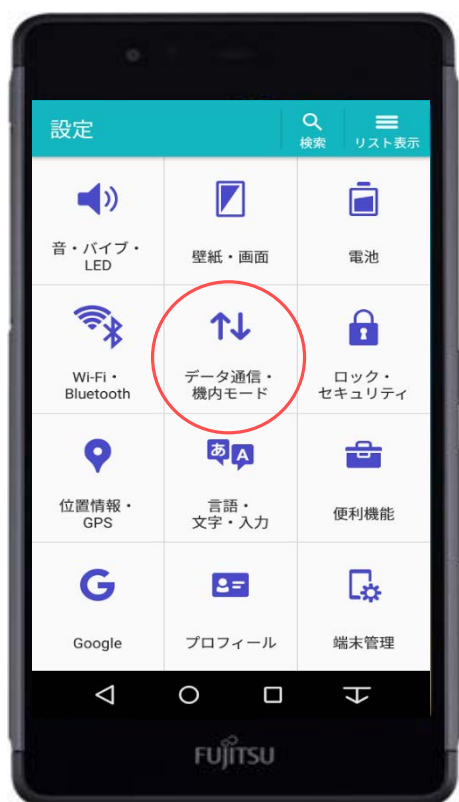 設定
検索
リスト表示
音・バイブ・
LED
壁紙・画面
電池
Wi-Fi・
Bluetooth
データ通信・
機内モード
ロック・
セキュリティ
位置情報・
GPS
あA
言語・
文字・入力
便利機能
G
Google
プロフィール
端末管理
FUJITSU